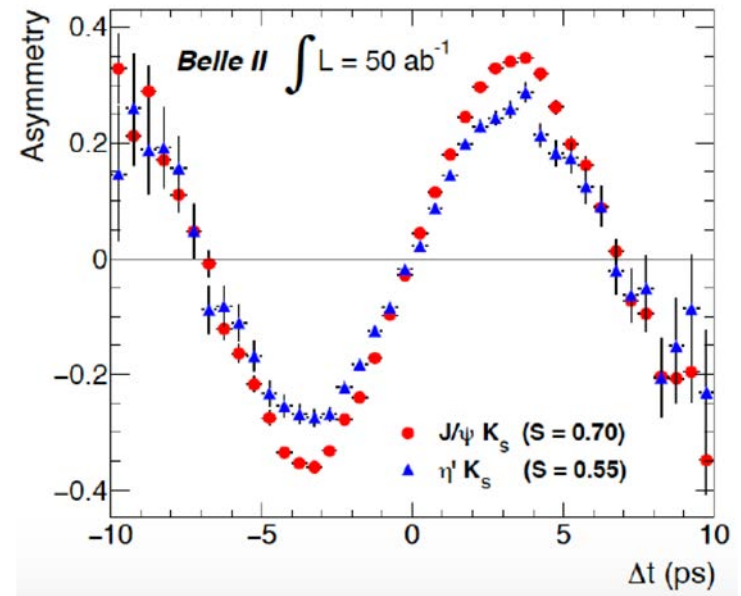 Asymmetry
0.4
0.2
0
−0.2
−0.4
Belle II ∫ L = 50 ab⁻¹
J/ψ Kₛ (S = 0.70)
η' Kₛ (S = 0.55)
−10
−5
0
5
10
Δt (ps)